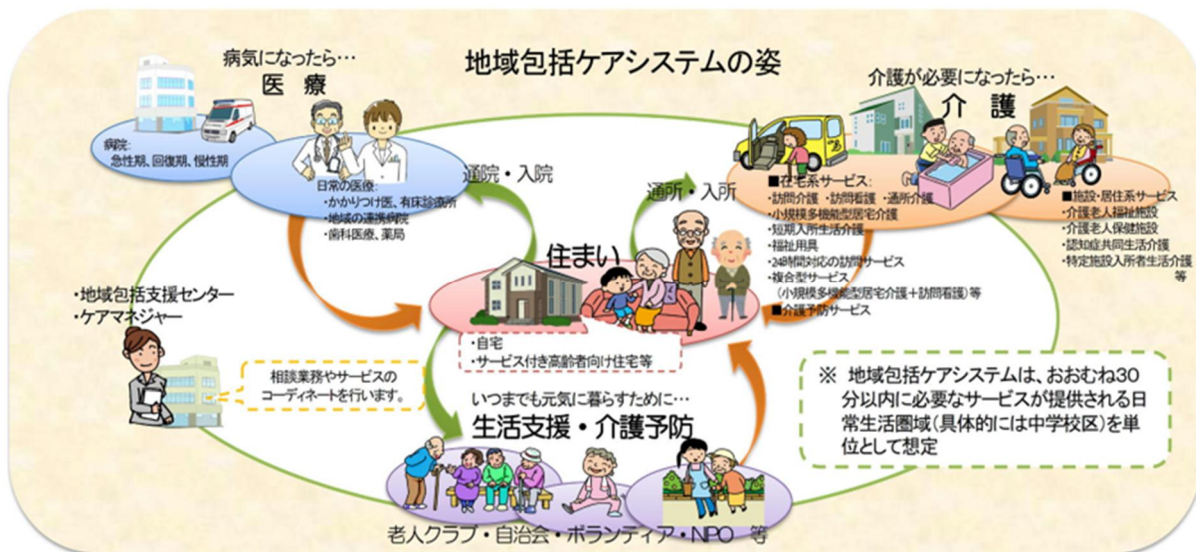 地域包括ケアシステムの姿
病気になったら…
医 療
病院:
急性期、回復期、慢性期
日常の医療:
・かかりつけ医、有床診療所
・地域の連携病院
・歯科医療、薬局
通院・入院
通所・入所
介護が必要になったら…
介 護
■在宅系サービス:
・訪問介護 ・訪問看護 ・通所介護
・小規模多機能型居宅介護
・短期入所生活介護
・福祉用具
・24時間対応の訪問サービス
・複合型サービス
(小規模多機能型居宅介護+訪問看護)等
■介護予防サービス
■施設・居住系サービス
・介護老人福祉施設
・介護老人保健施設
・認知症共同生活介護
・特定施設入所者生活介護
等
住まい
・自宅
・サービス付き高齢者向け住宅等
・地域包括支援センター
・ケアマネジャー
相談業務やサービスの
コーディネートを行います。
いつまでも元気に暮らすために…
生活支援・介護予防
老人クラブ・自治会・ボランティア・NPO 等
※ 地域包括ケアシステムは、おおむね30
分以内に必要なサービスが提供される日
常生活圏域(具体的には中学校区)を単
位として想定